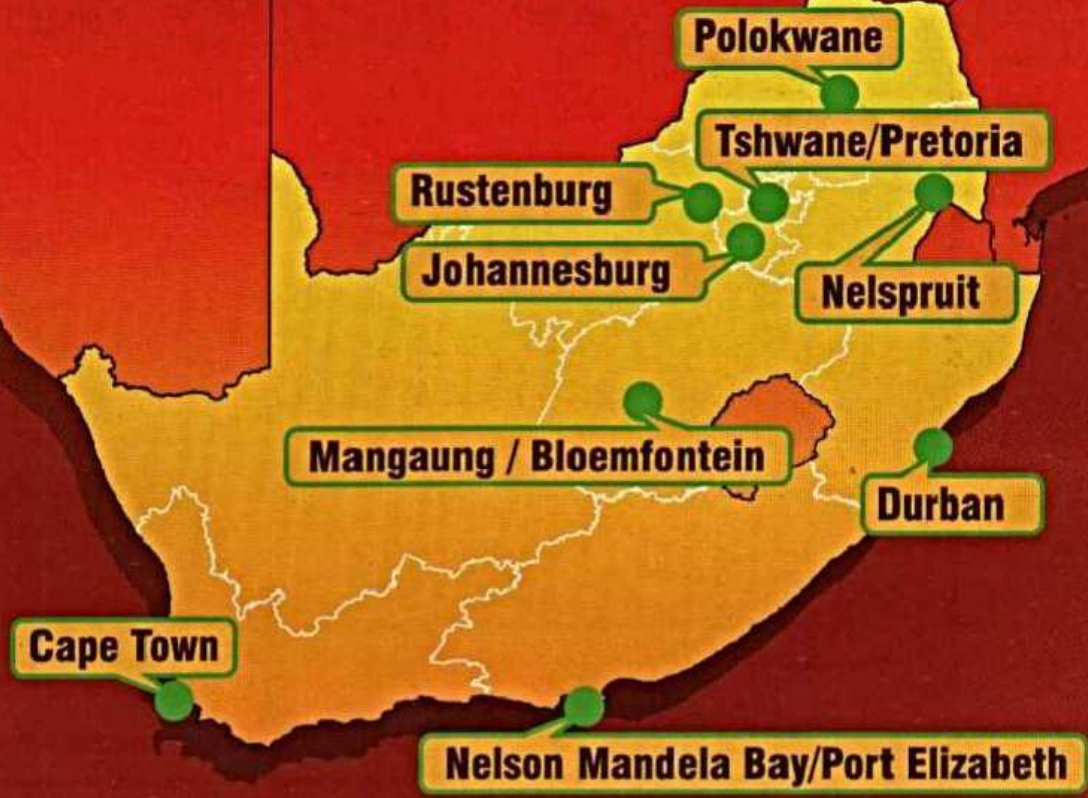 Polokwane
Tshwane/Pretoria
Rustenburg
Johannesburg
Nelspruit
Mangaung / Bloemfontein
Durban
Cape Town
Nelson Mandela Bay/Port Elizabeth